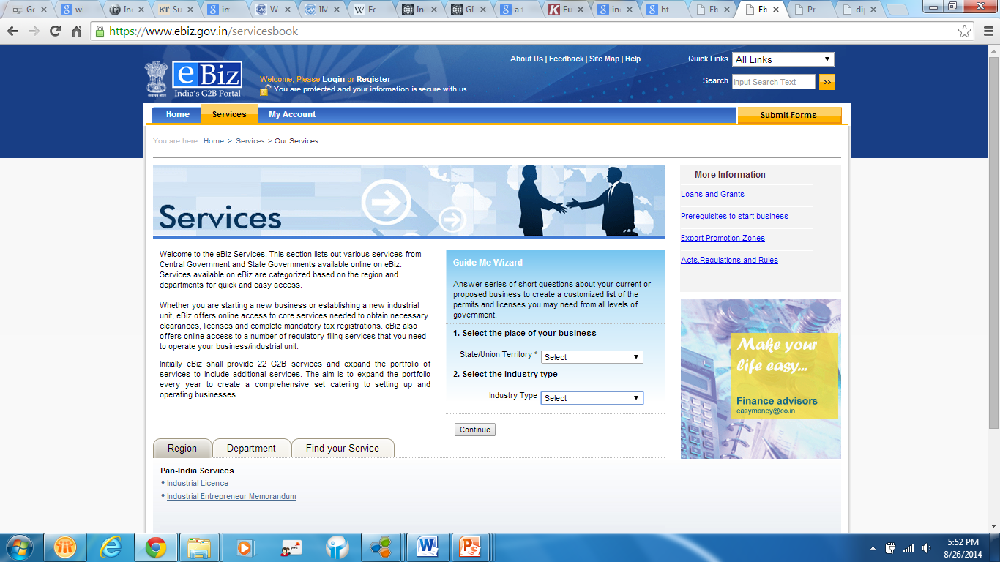 Go
wh
In
Su
im
W
IM
Fo
In
GI
a t
Fu
ind
ht
Eb
Eb
Pr
dip
https://www.ebiz.gov.in/servicesbook
About Us | Feedback | Site Map | Help
Quick Links
All Links
eBiz
India's G2B Portal
Welcome, Please Login or Register
You are protected and your information is secure with us
Search
Input Search Text
>>
Home
Services
My Account
Submit Forms
You are here: Home > Services > Our Services
Services
More Information
Loans and Grants
Prerequisites to start business
Export Promotion Zones
Acts,Regulations and Rules
Welcome to the eBiz Services. This section lists out various services from
Central Government and State Governments available online on eBiz.
Services available on eBiz are categorized based on the region and
departments for quick and easy access.
Whether you are starting a new business or establishing a new industrial
unit, eBiz offers online access to core services needed to obtain necessary
clearances, licenses and complete mandatory tax registrations. eBiz also
offers online access to a number of regulatory filing services that you need
to operate your business/industrial unit.
Initially eBiz shall provide 22 G2B services and expand the portfolio of
services to include additional services. The aim is to expand the portfolio
every year to create a comprehensive set catering to setting up and
operating businesses.
Guide Me Wizard
Answer series of short questions about your current or
proposed business to create a customized list of the
permits and licenses you may need from all levels of
government.
1. Select the place of your business
State/Union Territory *
Select
2. Select the industry type
Industry Type
Select
Continue
Make your
life easy...
Finance advisors
easymoney@co.in
Region
Department
Find your Service
Pan-India Services
• Industrial Licence
• Industrial Entrepreneur Memorandum
5:52 PM
8/26/2014